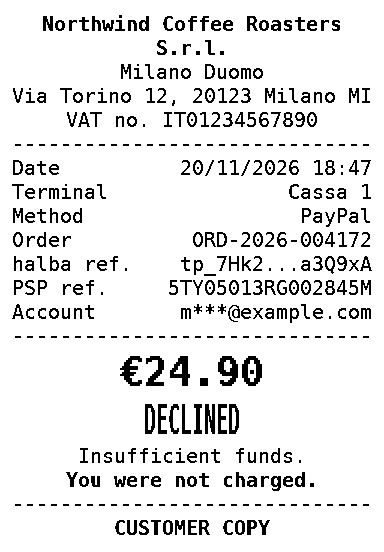 Northwind Coffee Roasters
S.r.l.
Milano Duomo
Via Torino 12, 20123 Milano MI
VAT no. IT01234567890
------------------------------
Date 20/11/2026 18:47
Terminal Cassa 1
Method PayPal
Order ORD-2026-004172
halba ref. tp_7Hk2...a3Q9xA
PSP ref. 5TY05013RG002845M
Account m***@example.com
------------------------------
€24.90
DECLINED
Insufficient funds.
You were not charged.
------------------------------
CUSTOMER COPY